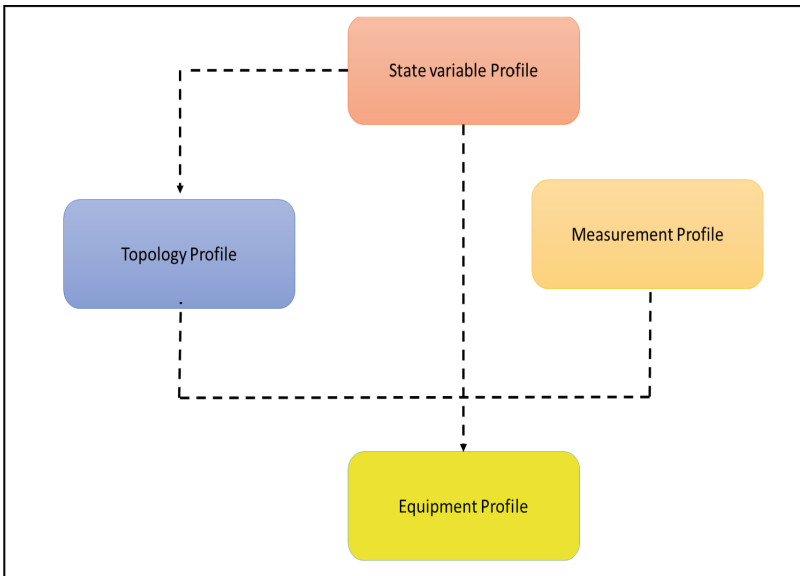 State variable Profile
Measurement Profile
Topology Profile
Equipment Profile